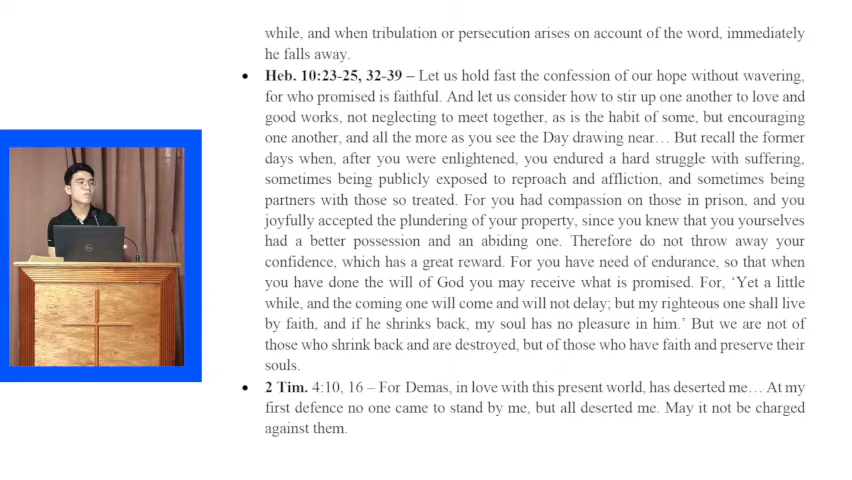 while, and when tribulation or persecution arises on account of the word, immediately
he falls away.
• Heb. 10:23-25, 32-39 – Let us hold fast the confession of our hope without wavering,
for who promised is faithful. And let us consider how to stir up one another to love and
good works, not neglecting to meet together, as is the habit of some, but encouraging
one another, and all the more as you see the Day drawing near… But recall the former
days when, after you were enlightened, you endured a hard struggle with suffering,
sometimes being publicly exposed to reproach and affliction, and sometimes being
partners with those so treated. For you had compassion on those in prison, and you
joyfully accepted the plundering of your property, since you knew that you yourselves
had a better possession and an abiding one. Therefore do not throw away your
confidence, which has a great reward. For you have need of endurance, so that when
you have done the will of God you may receive what is promised. For, ‘Yet a little
while, and the coming one will come and will not delay; but my righteous one shall live
by faith, and if he shrinks back, my soul has no pleasure in him.’ But we are not of
those who shrink back and are destroyed, but of those who have faith and preserve their
souls.
• 2 Tim. 4:10, 16 – For Demas, in love with this present world, has deserted me… At my
first defence no one came to stand by me, but all deserted me. May it not be charged
against them.